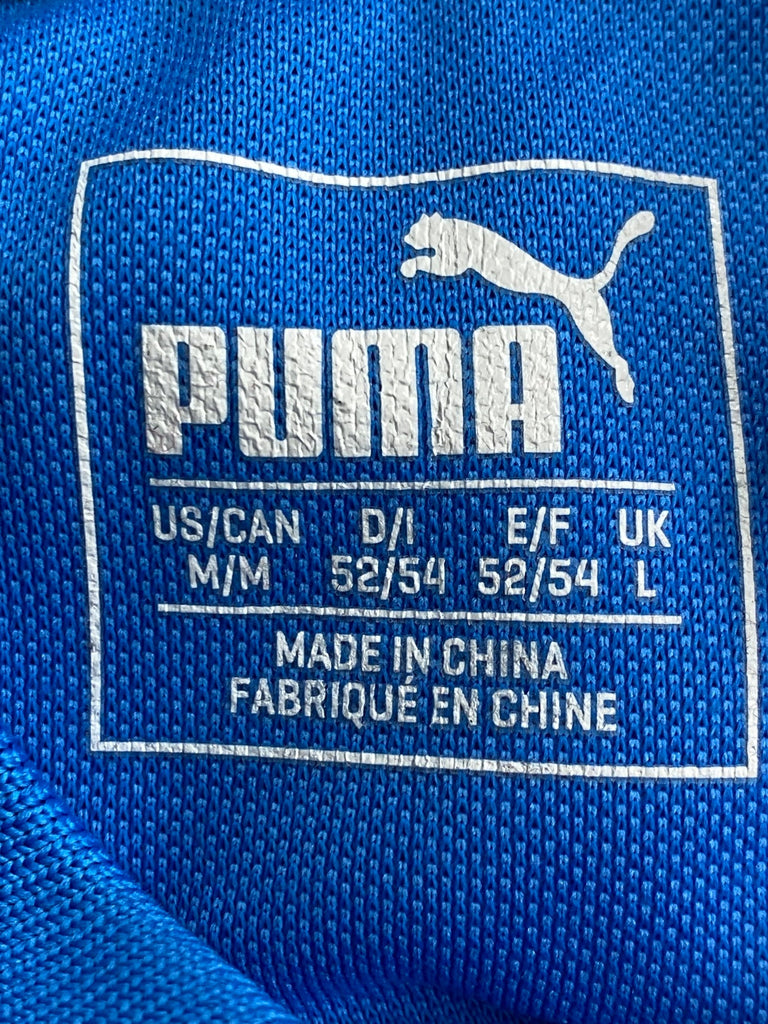 PUMA
US/CAN D/I E/F UK
M/M 52/54 52/54 L
MADE IN CHINA
FABRIQUÉ EN CHINE